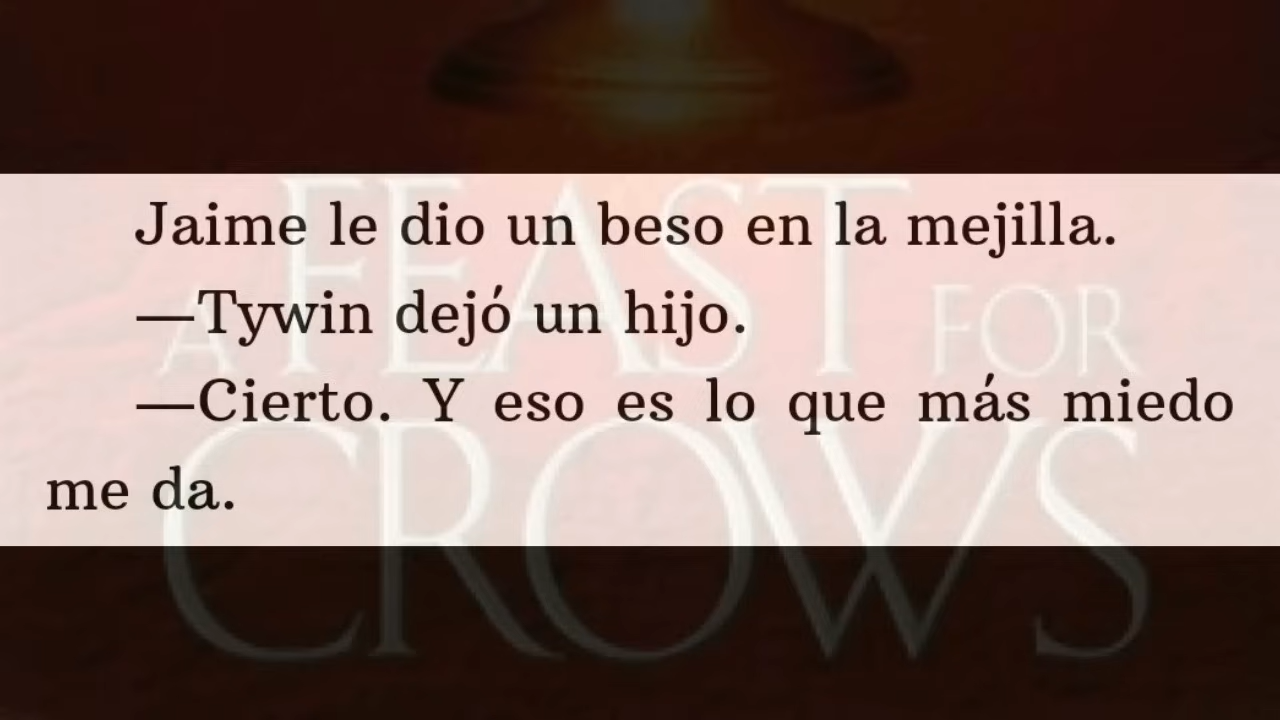 Jaime le dio un beso en la mejilla.
—Tywin dejó un hijo.
—Cierto. Y eso es lo que más miedo
me da.
A FEAST FOR
CROWS